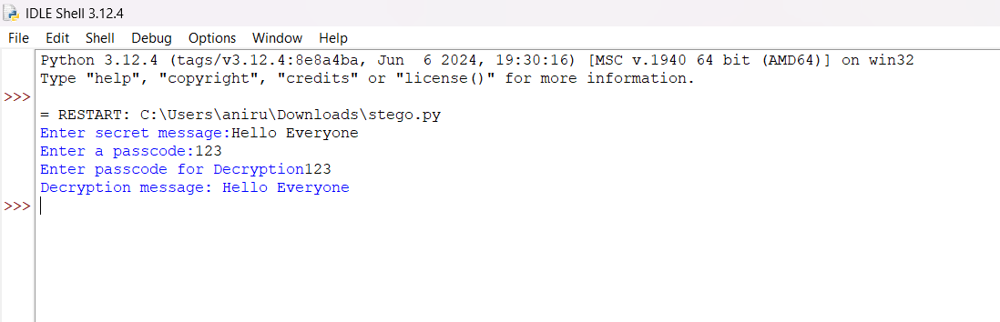 IDLE Shell 3.12.4
File Edit Shell Debug Options Window Help
Python 3.12.4 (tags/v3.12.4:8e8a4ba, Jun  6 2024, 19:30:16) [MSC v.1940 64 bit (AMD64)] on win32
Type "help", "copyright", "credits" or "license()" for more information.
>>>
= RESTART: C:\Users\aniru\Downloads\stego.py
Enter secret message:Hello Everyone
Enter a passcode:123
Enter passcode for Decryption123
Decryption message: Hello Everyone
>>>